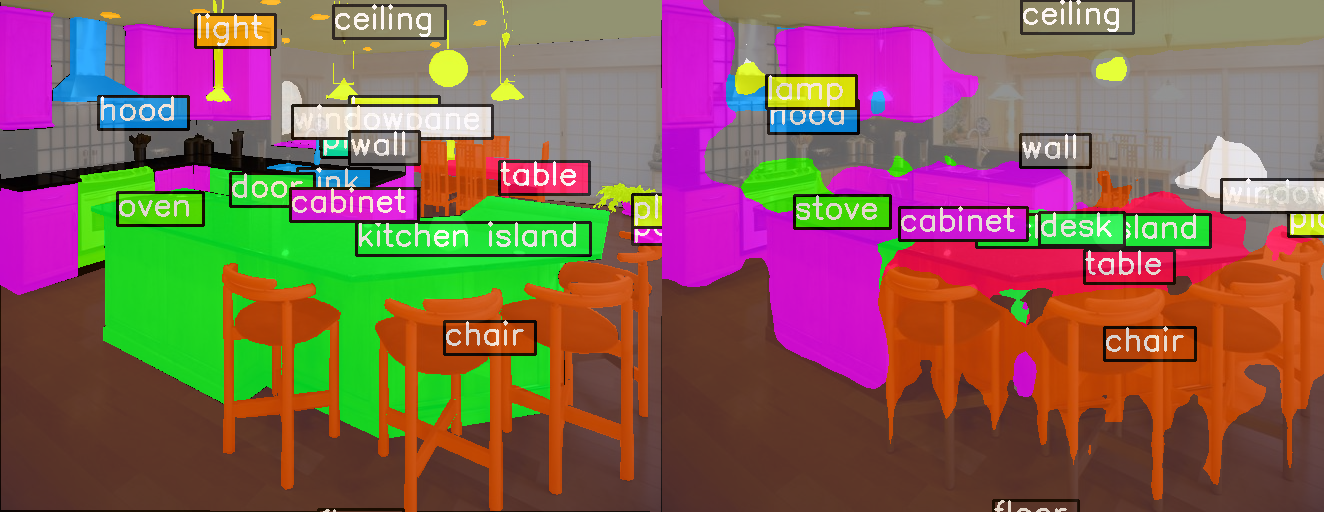 light
ceiling
hood
windowpane
wall
door
table
oven
cabinet
kitchen island
chair
ceiling
lamp
hood
wall
stove
cabinet
desk
table
chair
floor